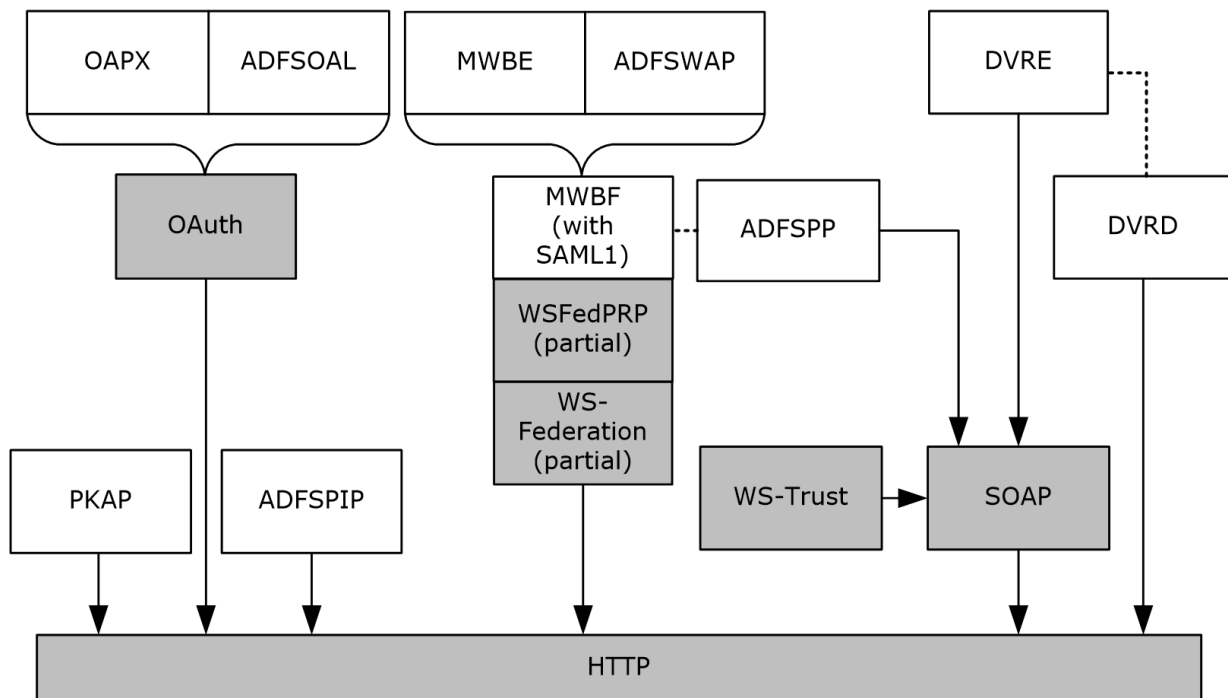 OAPX
ADFSOAL
MWBE
ADFSWAP
DVRE
OAuth
MWBF
(with
SAML1)
ADFSPP
DVRD
WSFedPRP
(partial)
WS-
Federation
(partial)
PKAP
ADFSPIP
WS-Trust
SOAP
HTTP